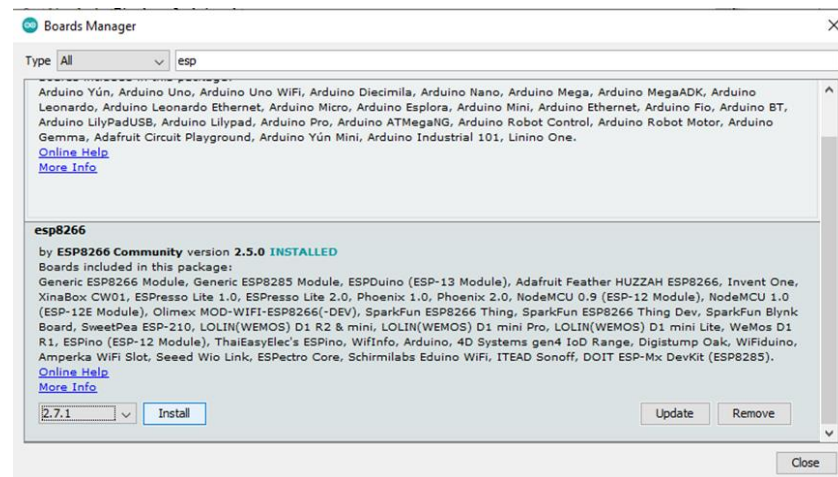 Boards Manager
Type All esp
Boards included in this package:
Arduino Yún, Arduino Uno, Arduino Uno WiFi, Arduino Diecimila, Arduino Nano, Arduino Mega, Arduino MegaADK, Arduino
Leonardo, Arduino Leonardo Ethernet, Arduino Micro, Arduino Esplora, Arduino Mini, Arduino Ethernet, Arduino Fio, Arduino BT,
Arduino LilyPadUSB, Arduino Lilypad, Arduino Pro, Arduino ATMegaNG, Arduino Robot Control, Arduino Robot Motor, Arduino
Gemma, Adafruit Circuit Playground, Arduino Yún Mini, Arduino Industrial 101, Linino One.
Online Help
More Info
esp8266
by ESP8266 Community version 2.5.0 INSTALLED
Boards included in this package:
Generic ESP8266 Module, Generic ESP8285 Module, ESPDuino (ESP-13 Module), Adafruit Feather HUZZAH ESP8266, Invent One,
XinaBox CW01, ESPresso Lite 1.0, ESPresso Lite 2.0, Phoenix 1.0, Phoenix 2.0, NodeMCU 0.9 (ESP-12 Module), NodeMCU 1.0
(ESP-12E Module), Olimex MOD-WIFI-ESP8266(-DEV), SparkFun ESP8266 Thing, SparkFun ESP8266 Thing Dev, SparkFun Blynk
Board, SweetPea ESP-210, LOLIN(WEMOS) D1 R2 & mini, LOLIN(WEMOS) D1 mini Pro, LOLIN(WEMOS) D1 mini Lite, WeMos D1
R1, ESPino (ESP-12 Module), ThaiEasyElec's ESPino, WifInfo, Arduino, 4D Systems gen4 IoD Range, Digistump Oak, WiFiduino,
Amperka WiFi Slot, Seeed Wio Link, ESPectro Core, Schirmilabs Eduino WiFi, ITEAD Sonoff, DOIT ESP-Mx DevKit (ESP8285).
Online Help
More Info
2.7.1 Install Update Remove
Close